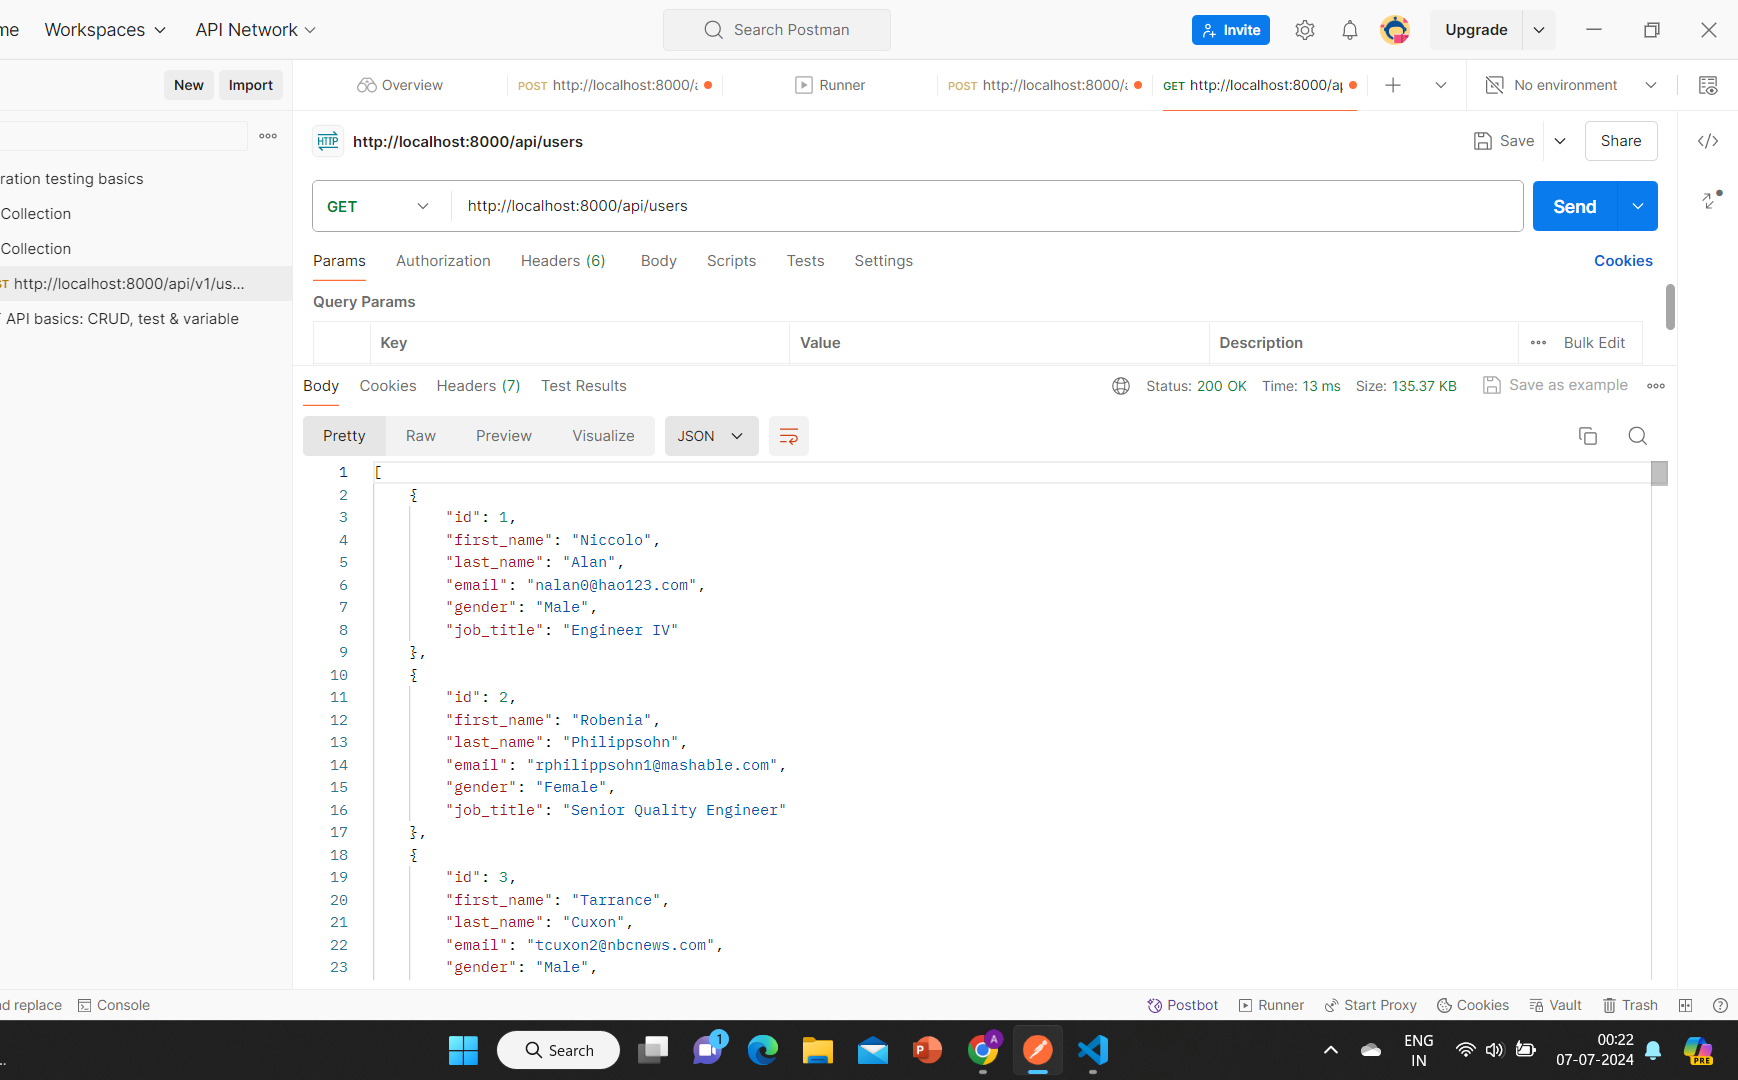 me Workspaces API Network Search Postman Invite Upgrade
New Import Overview POST http://localhost:8000/a Runner POST http://localhost:8000/a GET http://localhost:8000/ap No environment
HTTP http://localhost:8000/api/users Save Share
ration testing basics
Collection
Collection
ST http://localhost:8000/api/v1/us...
API basics: CRUD, test & variable
GET http://localhost:8000/api/users Send
Params Authorization Headers (6) Body Scripts Tests Settings Cookies
Query Params
Key Value Description Bulk Edit
Body Cookies Headers (7) Test Results Status: 200 OK Time: 13 ms Size: 135.37 KB Save as example
Pretty Raw Preview Visualize JSON
1 [
2 {
3 "id": 1,
4 "first_name": "Niccolo",
5 "last_name": "Alan",
6 "email": "nalan0@hao123.com",
7 "gender": "Male",
8 "job_title": "Engineer IV"
9 },
10 {
11 "id": 2,
12 "first_name": "Robenia",
13 "last_name": "Philippsohn",
14 "email": "rphilippsohn1@mashable.com",
15 "gender": "Female",
16 "job_title": "Senior Quality Engineer"
17 },
18 {
19 "id": 3,
20 "first_name": "Tarrance",
21 "last_name": "Cuxon",
22 "email": "tcuxon2@nbcnews.com",
23 "gender": "Male",
nd replace Console Postbot Runner Start Proxy Cookies Vault Trash
Search 1 A P ENG IN 00:22 07-07-2024 PRE